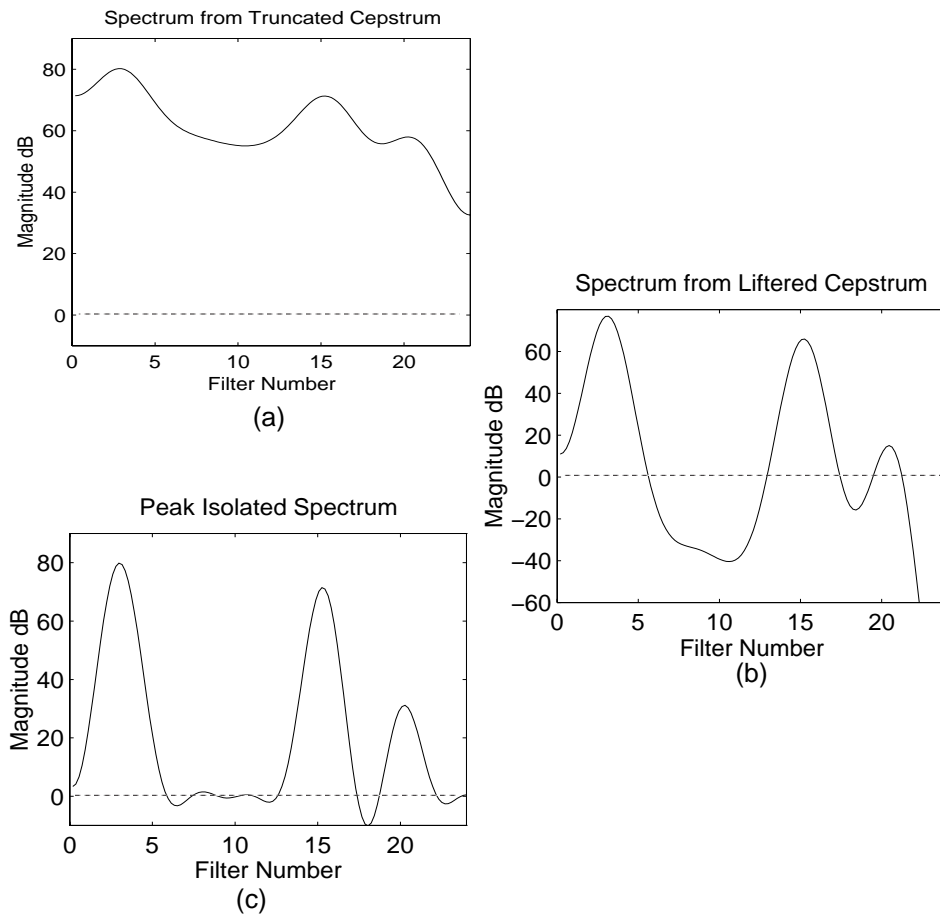 Spectrum from Truncated Cepstrum
80
60
40
20
0
Magnitude dB
0 5 10 15 20
Filter Number
(a)
Spectrum from Liftered Cepstrum
60
40
20
0
−20
−40
−60
Magnitude dB
0 5 10 15 20
Filter Number
(b)
Peak Isolated Spectrum
80
60
40
20
0
Magnitude dB
0 5 10 15 20
Filter Number
(c)